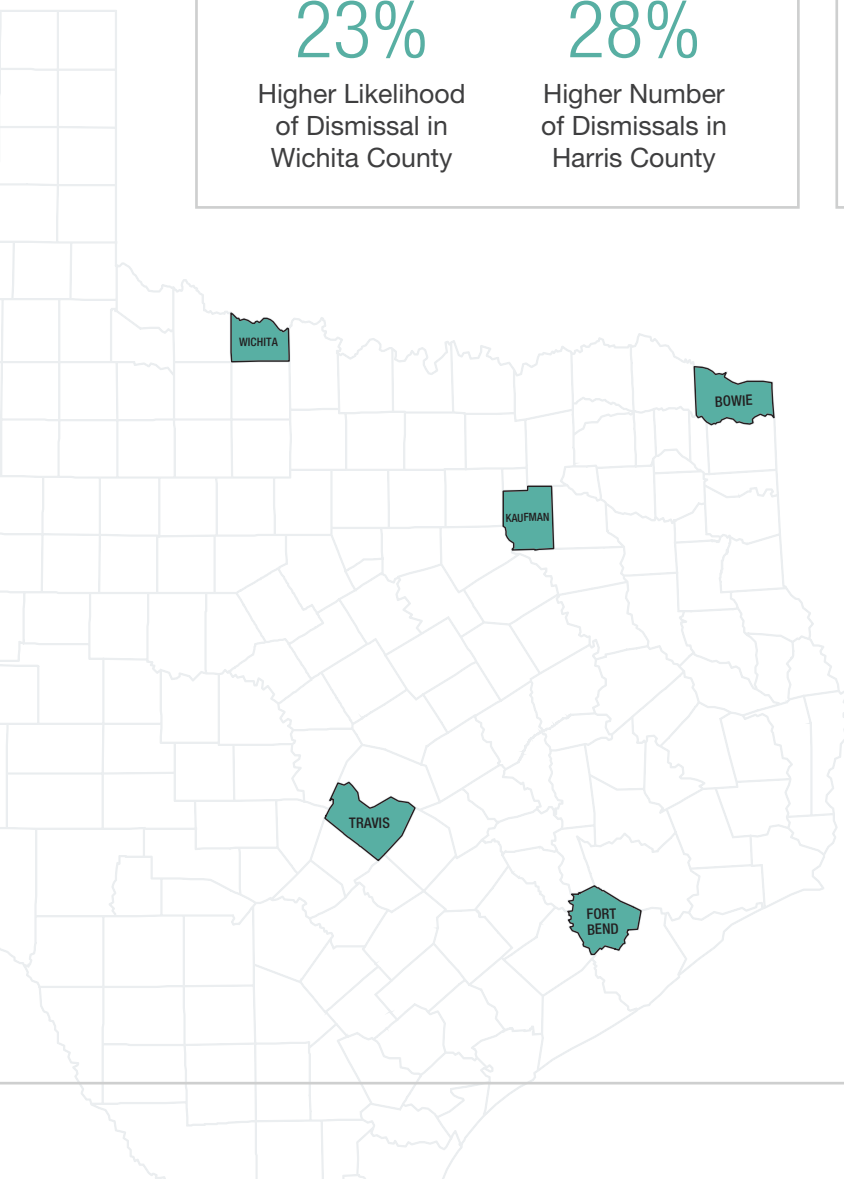 23%
Higher Likelihood
of Dismissal in
Wichita County
28%
Higher Number
of Dismissals in
Harris County
WICHITA
BOWIE
KAUFMAN
TRAVIS
FORT
BEND